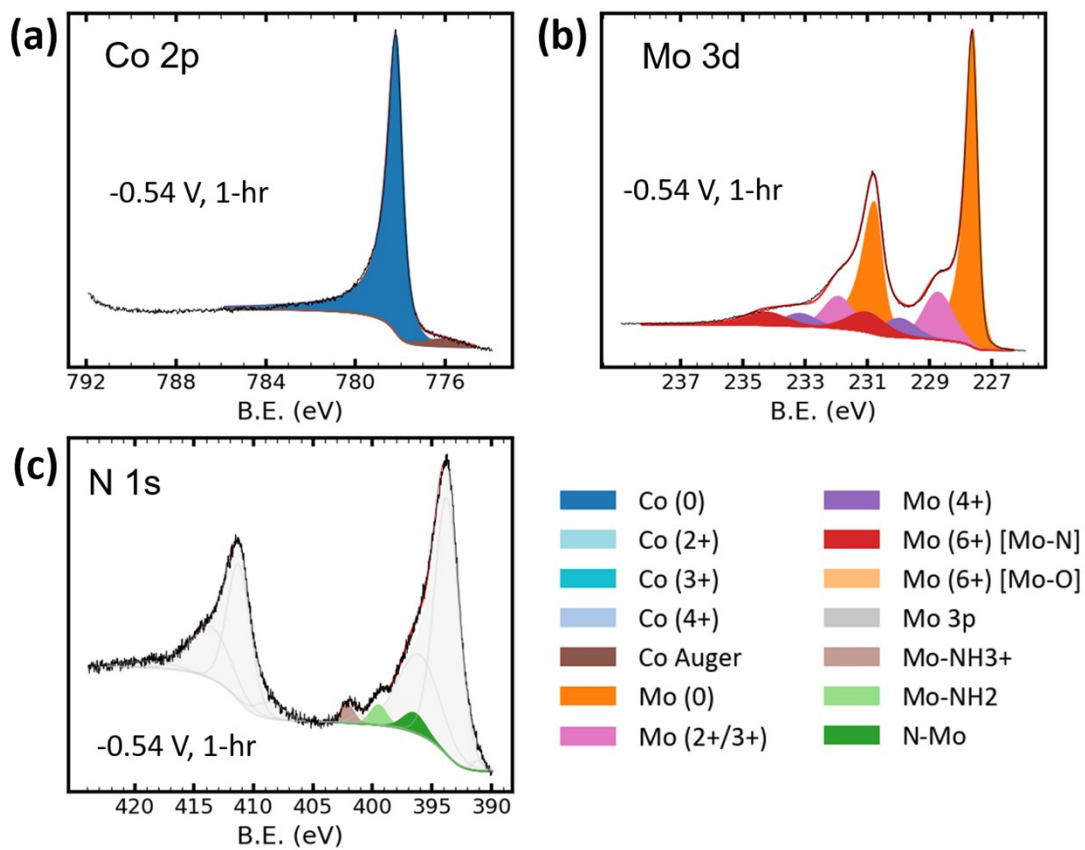 (a)
Co 2p
-0.54 V, 1-hr
792 788 784 780 776
B.E. (eV)
(b)
Mo 3d
-0.54 V, 1-hr
237 235 233 231 229 227
B.E. (eV)
(c)
N 1s
-0.54 V, 1-hr
420 410 405 400 395 390
B.E. (eV)
Co (0)
Co (2+)
Co (3+)
Co (4+)
Co Auger
Mo (0)
Mo (2+/3+)
Mo (4+)
Mo (6+) [Mo-N]
Mo (6+) [Mo-O]
Mo 3p
Mo-NH3+
Mo-NH2
N-Mo